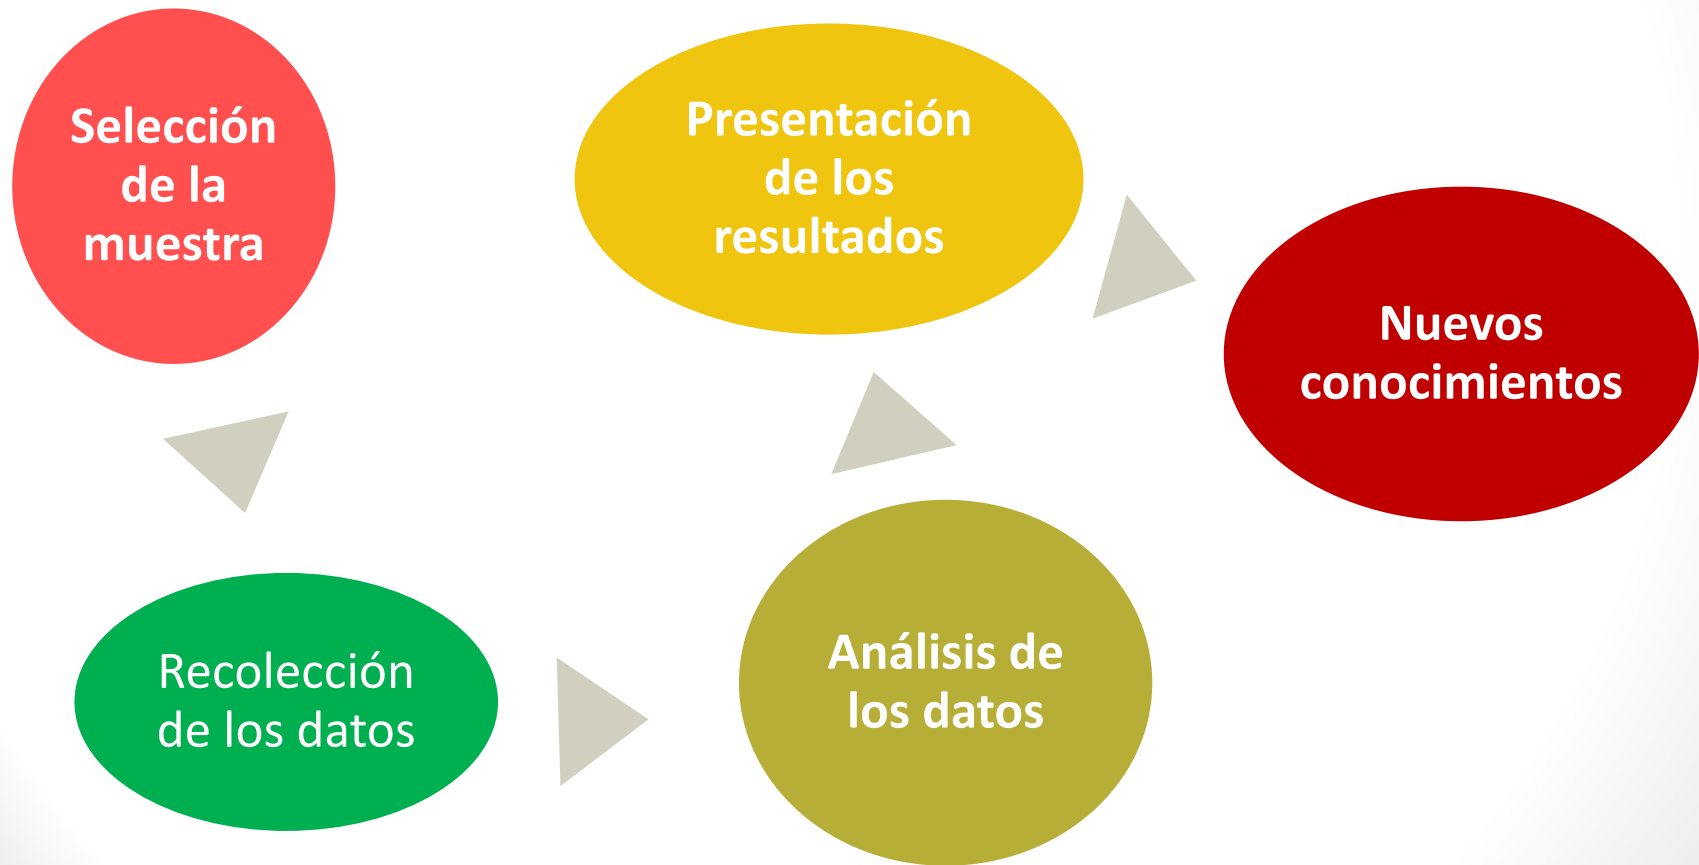 Selección
de la
muestra
Recolección
de los datos
Análisis de
los datos
Presentación
de los
resultados
Nuevos
conocimientos